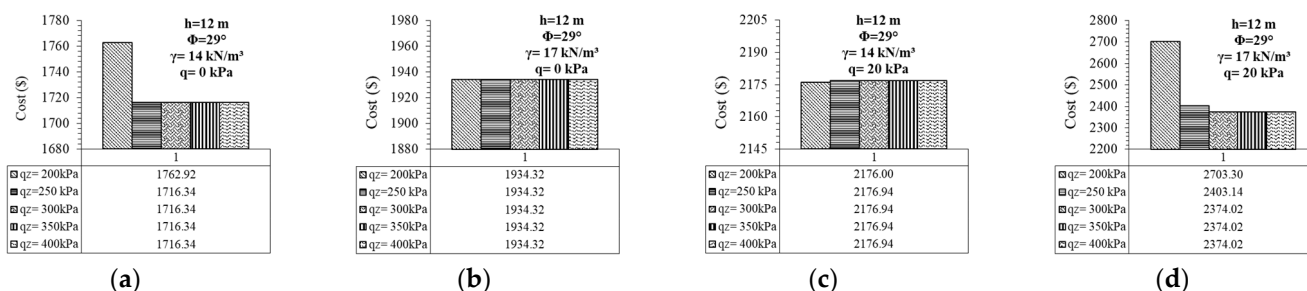 1780
1760
1740
1720
1700
1680
Cost ($)
h=12 m
Φ=29°
γ= 14 kN/m³
q= 0 kPa
1
qz= 200kPa 1762.92
qz=250 kPa 1716.34
qz= 300kPa 1716.34
qz= 350kPa 1716.34
qz= 400kPa 1716.34
(a)
1980
1960
1940
1920
1900
1880
Cost ($)
h=12 m
Φ=29°
γ= 17 kN/m³
q= 0 kPa
1
qz= 200kPa 1934.32
qz=250 kPa 1934.32
qz= 300kPa 1934.32
qz= 350kPa 1934.32
qz= 400kPa 1934.32
(b)
2205
2190
2175
2160
2145
Cost ($)
h=12 m
Φ=29°
γ= 14 kN/m³
q= 20 kPa
1
qz= 200kPa 2176.00
qz=250 kPa 2176.94
qz= 300kPa 2176.94
qz= 350kPa 2176.94
qz= 400kPa 2176.94
(c)
2800
2700
2600
2500
2400
2300
2200
Cost ($)
h=12 m
Φ=29°
γ= 17 kN/m³
q= 20 kPa
1
qz= 200kPa 2703.30
qz=250 kPa 2403.14
qz= 300kPa 2374.02
qz= 350kPa 2374.02
qz= 400kPa 2374.02
(d)